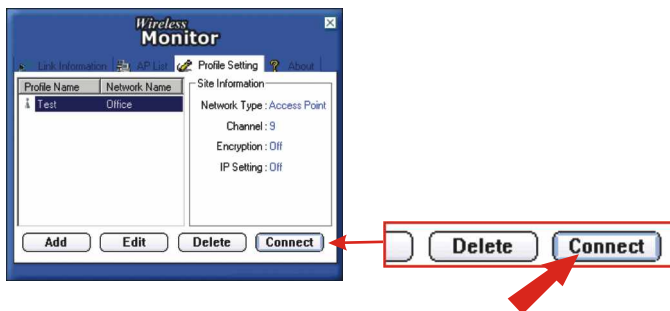 Wireless
Monitor
Link Information AP List Profile Setting About
Profile Name Network Name
Test Office
Site Information
Network Type : Access Point
Channel : 9
Encryption : Off
IP Setting : Off
Add Edit Delete Connect
Delete Connect